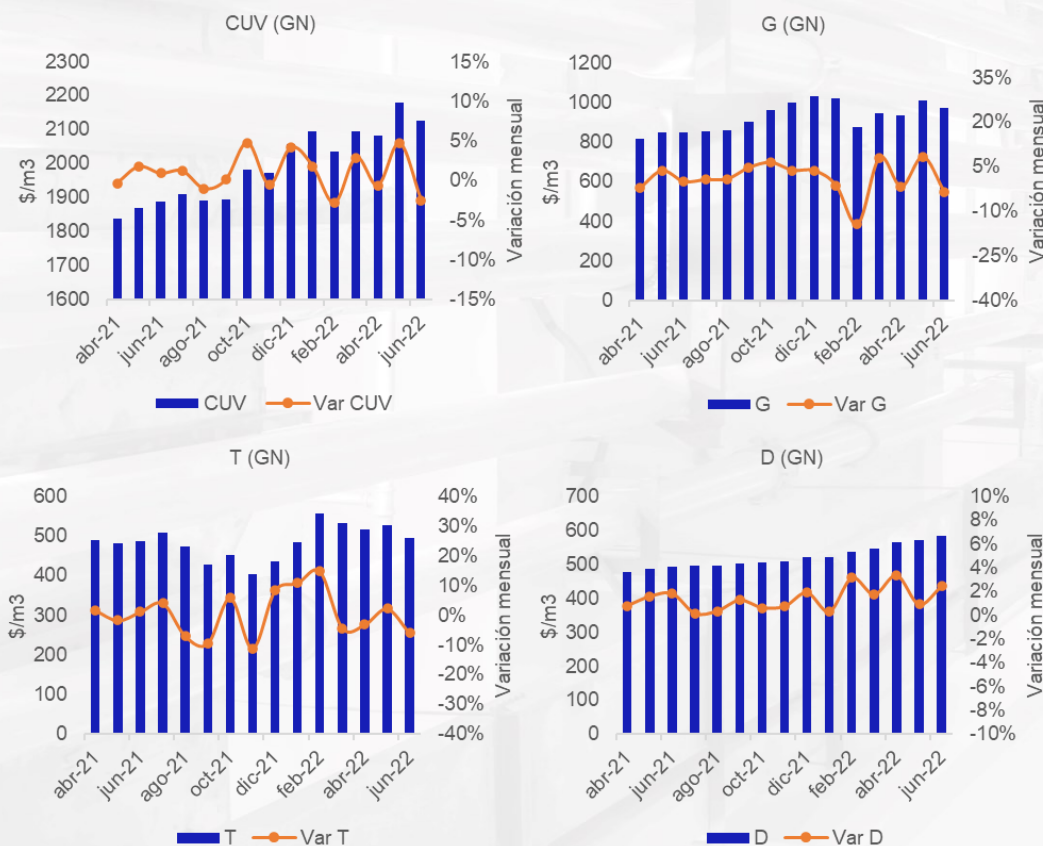 CUV (GN)
2300
2200
2100
2000
1900
1800
1700
1600
$/m3
15%
10%
5%
0%
-5%
-10%
-15%
Variación mensual
abr-21
jun-21
ago-21
oct-21
dic-21
feb-22
abr-22
jun-22
CUV
Var CUV
G (GN)
1200
1000
800
600
400
200
0
$/m3
35%
20%
5%
-10%
-25%
-40%
Variación mensual
abr-21
jun-21
ago-21
oct-21
dic-21
feb-22
abr-22
jun-22
G
Var G
T (GN)
600
500
400
300
200
100
0
$/m3
40%
30%
20%
10%
0%
-10%
-20%
-30%
-40%
Variación mensual
abr-21
jun-21
ago-21
oct-21
dic-21
feb-22
abr-22
jun-22
T
Var T
D (GN)
700
600
500
400
300
200
100
0
$/m3
10%
8%
6%
4%
2%
0%
-2%
-4%
-6%
-8%
-10%
Variación mensual
abr-21
jun-21
ago-21
oct-21
dic-21
feb-22
abr-22
jun-22
D
Var D